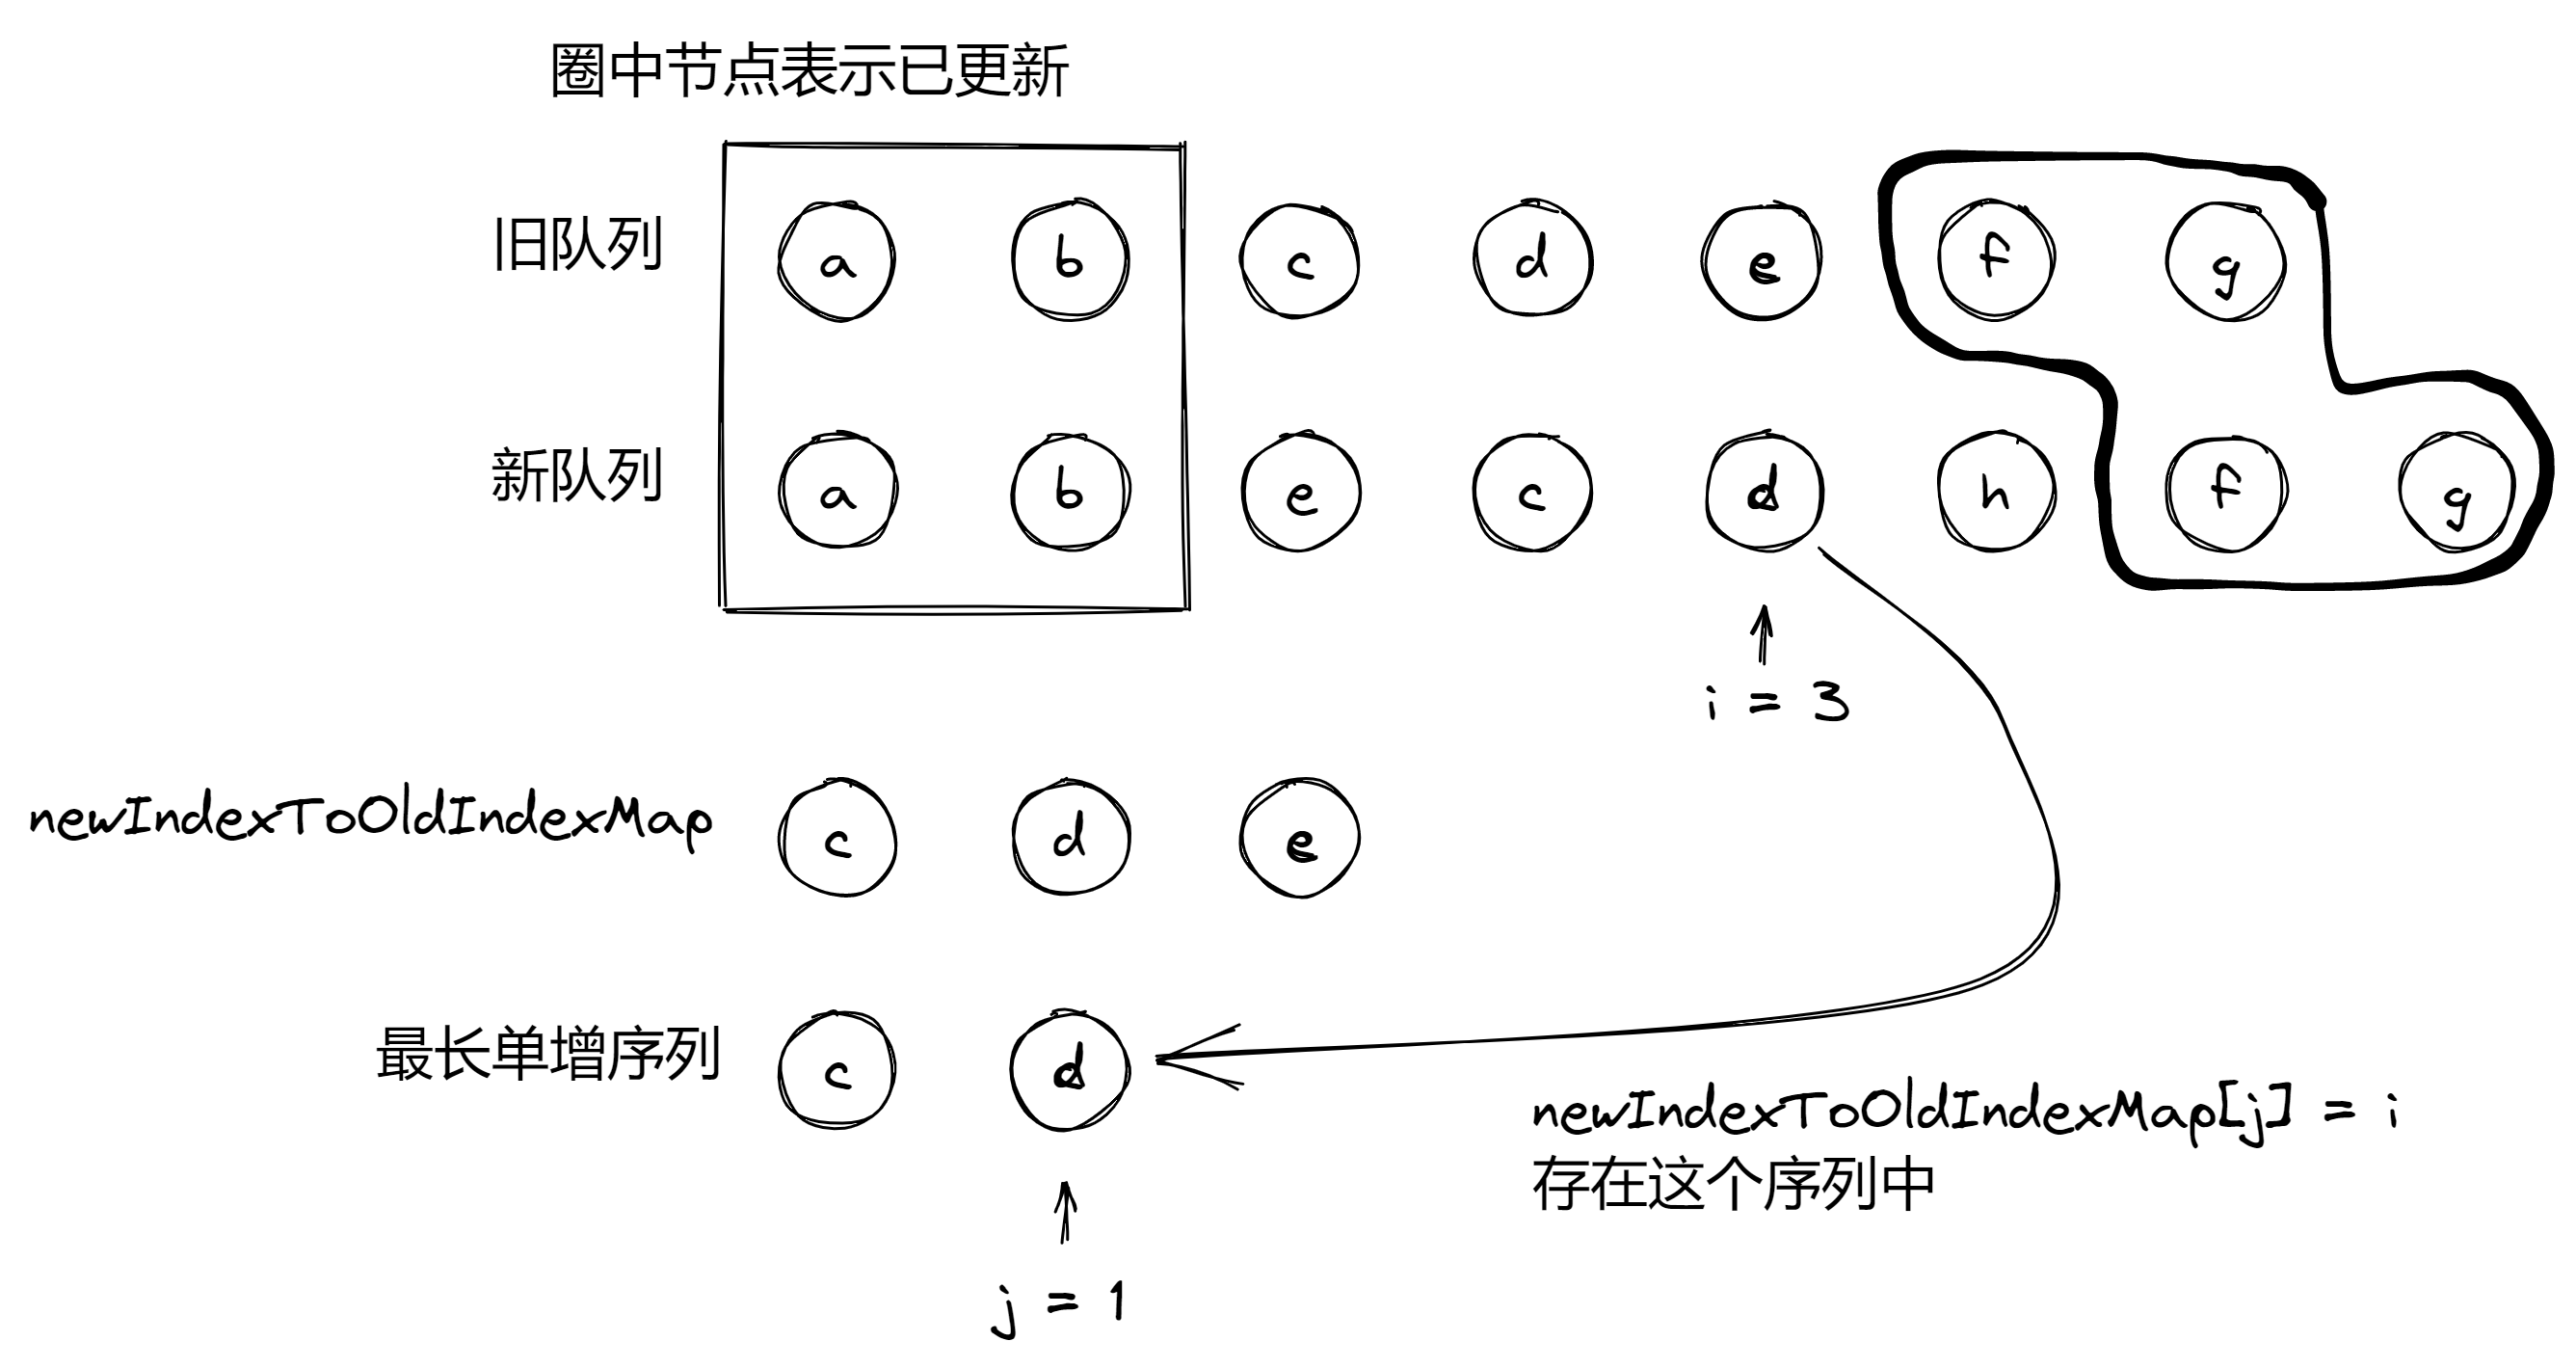 圈中节点表示已更新
旧队列 a b c d e f g
新队列 a b e c d h f g
i = 3
newIndexToOldIndexMap c d e
最长单增序列 c d
newIndexToOldIndexMap[j] = i
存在这个序列中
j = 1